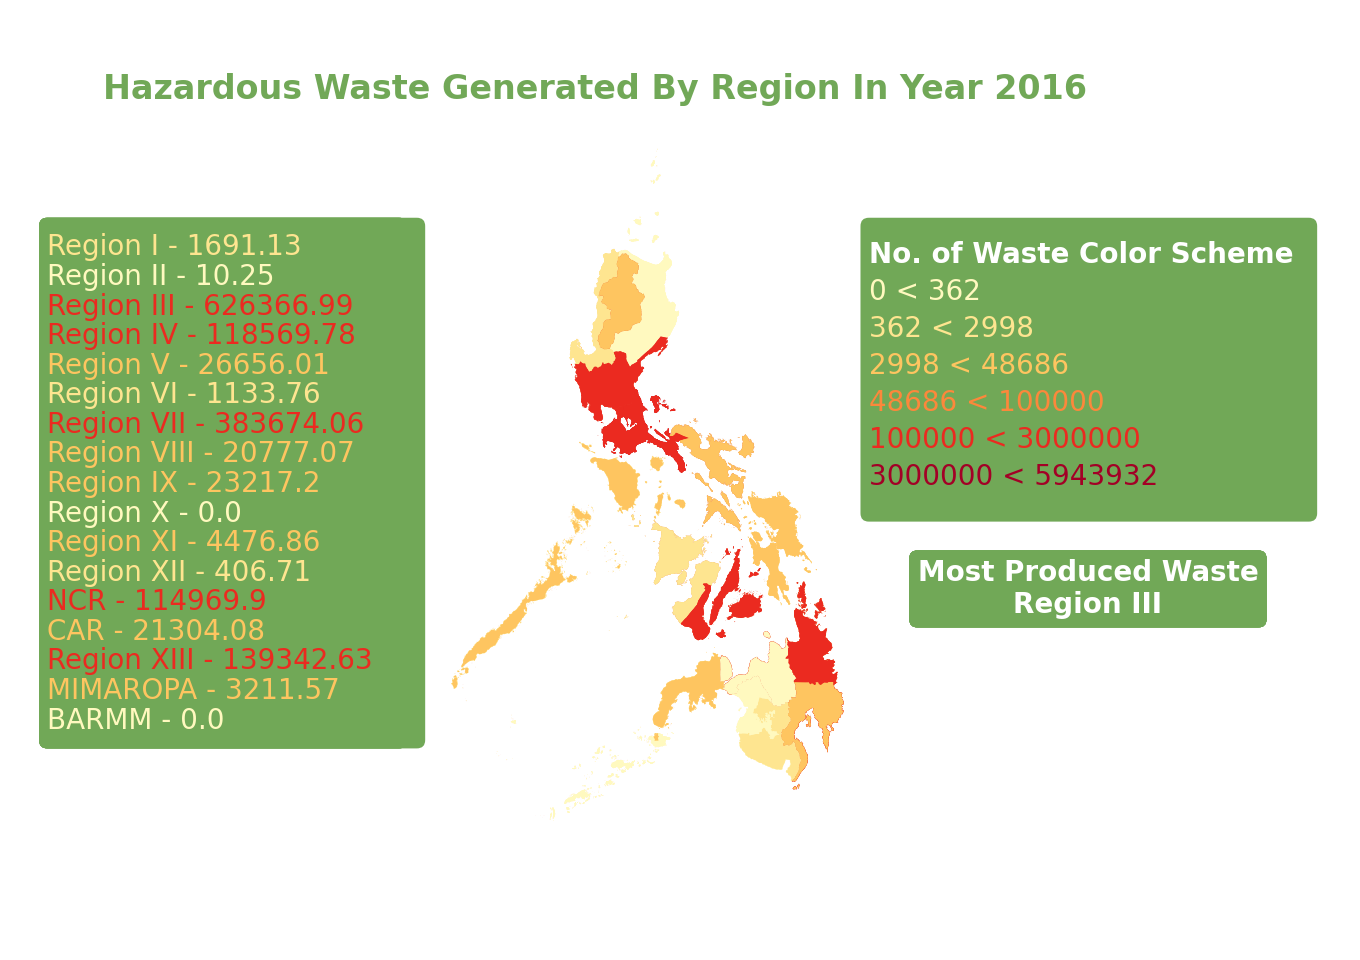 Hazardous Waste Generated By Region In Year 2016
Region I - 1691.13
Region II - 10.25
Region III - 626366.99
Region IV - 118569.78
Region V - 26656.01
Region VI - 1133.76
Region VII - 383674.06
Region VIII - 20777.07
Region IX - 23217.2
Region X - 0.0
Region XI - 4476.86
Region XII - 406.71
NCR - 114969.9
CAR - 21304.08
Region XIII - 139342.63
MIMAROPA - 3211.57
BARMM - 0.0
No. of Waste Color Scheme
0 < 362
362 < 2998
2998 < 48686
48686 < 100000
100000 < 3000000
3000000 < 5943932
Most Produced Waste
Region III